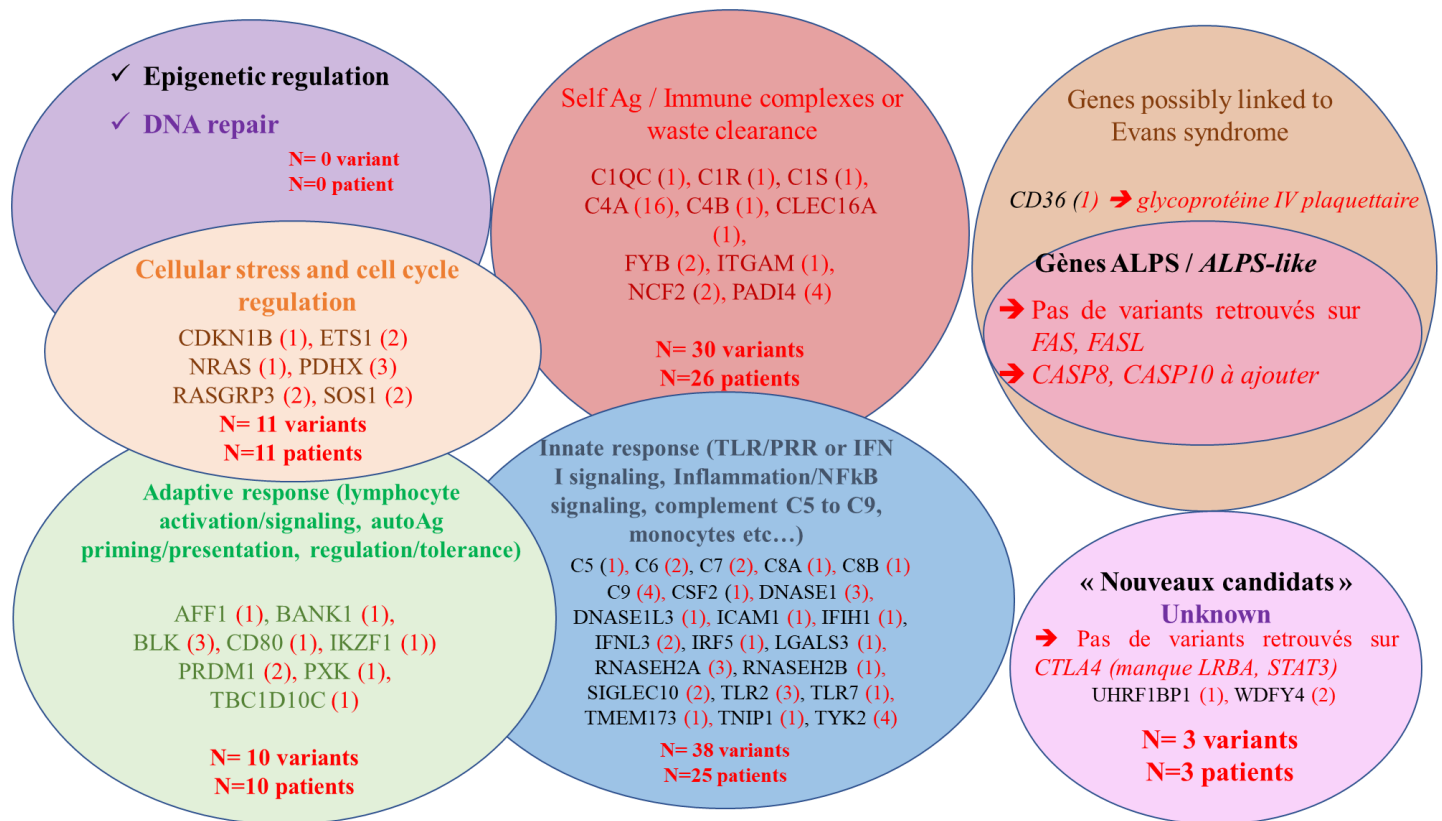 ✓ Epigenetic regulation
✓ DNA repair
N= 0 variant
N=0 patient
Cellular stress and cell cycle
regulation
CDKN1B (1), ETS1 (2)
NRAS (1), PDHX (3)
RASGRP3 (2), SOS1 (2)
N= 11 variants
N=11 patients
Adaptive response (lymphocyte
activation/signaling, autoAg
priming/presentation, regulation/tolerance)
AFF1 (1), BANK1 (1),
BLK (3), CD80 (1), IKZF1 (1))
PRDM1 (2), PXK (1),
TBC1D10C (1)
N= 10 variants
N=10 patients
Self Ag / Immune complexes or
waste clearance
C1QC (1), C1R (1), C1S (1),
C4A (16), C4B (1), CLEC16A
(1),
FYB (2), ITGAM (1),
NCF2 (2), PADI4 (4)
N= 30 variants
N=26 patients
Innate response (TLR/PRR or IFN
I signaling, Inflammation/NFkB
signaling, complement C5 to C9,
monocytes etc…)
C5 (1), C6 (2), C7 (2), C8A (1), C8B (1)
C9 (4), CSF2 (1), DNASE1 (3),
DNASE1L3 (1), ICAM1 (1), IFIH1 (1),
IFNL3 (2), IRF5 (1), LGALS3 (1),
RNASEH2A (3), RNASEH2B (1),
SIGLEC10 (2), TLR2 (3), TLR7 (1),
TMEM173 (1), TNIP1 (1), TYK2 (4)
N= 38 variants
N=25 patients
Genes possibly linked to
Evans syndrome
CD36 (1) ➔ glycoprotéine IV plaquettaire
Gènes ALPS / ALPS-like
➔ Pas de variants retrouvés sur
FAS, FASL
➔ CASP8, CASP10 à ajouter
« Nouveaux candidats »
Unknown
➔ Pas de variants retrouvés sur
CTLA4 (manque LRBA, STAT3)
UHRF1BP1 (1), WDFY4 (2)
N= 3 variants
N=3 patients